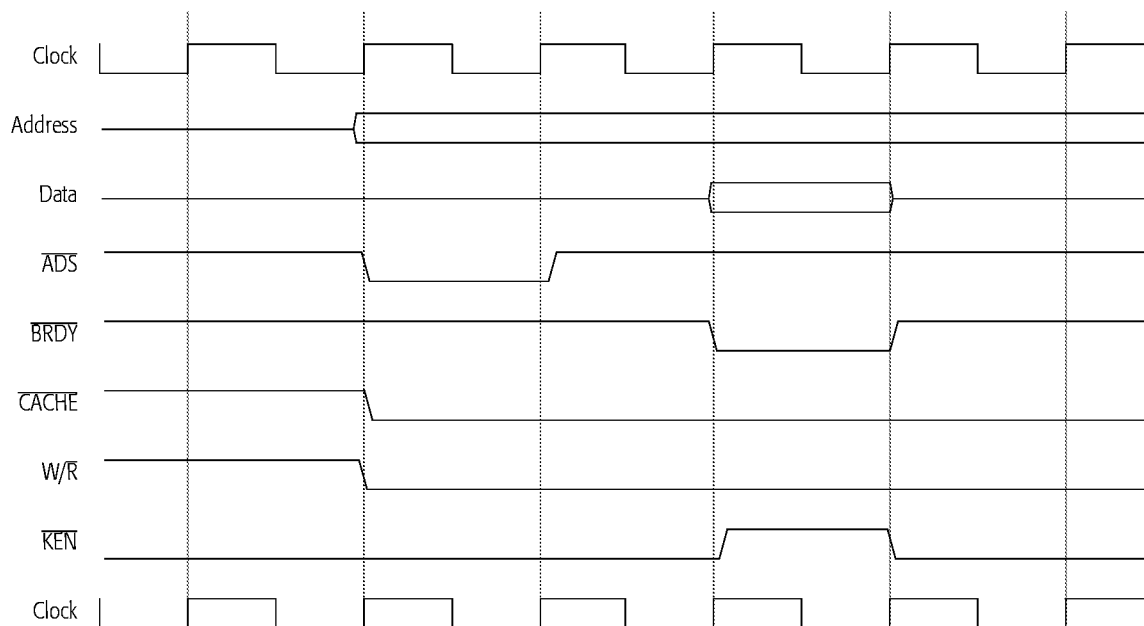 Clock
Address
Data
ADS
BRDY
CACHE
W/R
KEN
Clock